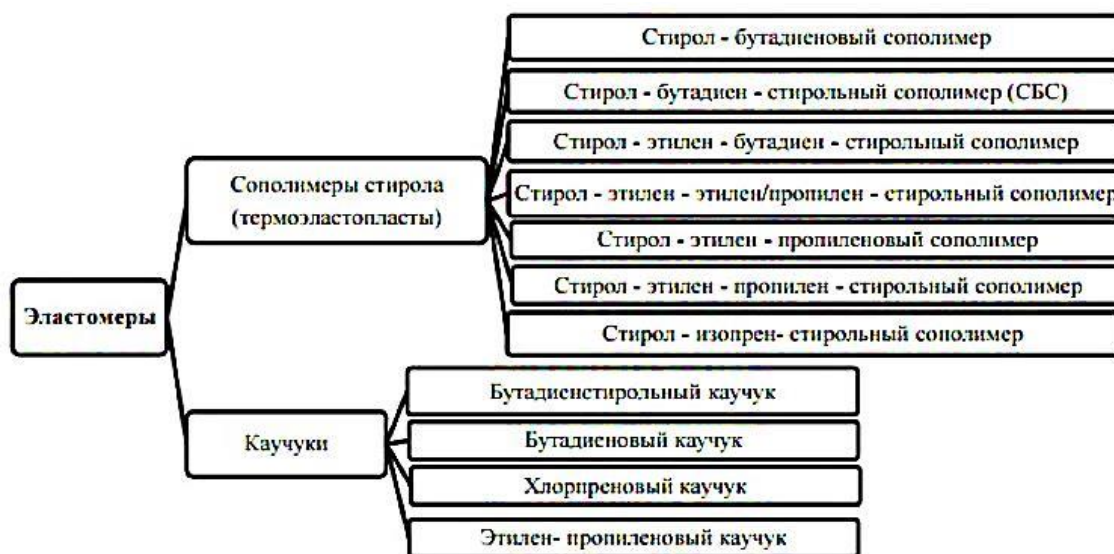 Эластомеры
Сополимеры стирола
(термоэластопласты)
Стирол - бутадиеновый сополимер
Стирол - бутадиен - стирольный сополимер (СБС)
Стирол - этилен - бутадиен - стирольный сополимер
Стирол - этилен - этилен/пропилен - стирольный сополимер
Стирол - этилен - пропиленовый сополимер
Стирол - этилен - пропилен - стирольный сополимер
Стирол - изопрен- стирольный сополимер
Каучуки
Бутадиенстирольный каучук
Бутадиеновый каучук
Хлорпреновый каучук
Этилен- пропиленовый каучук